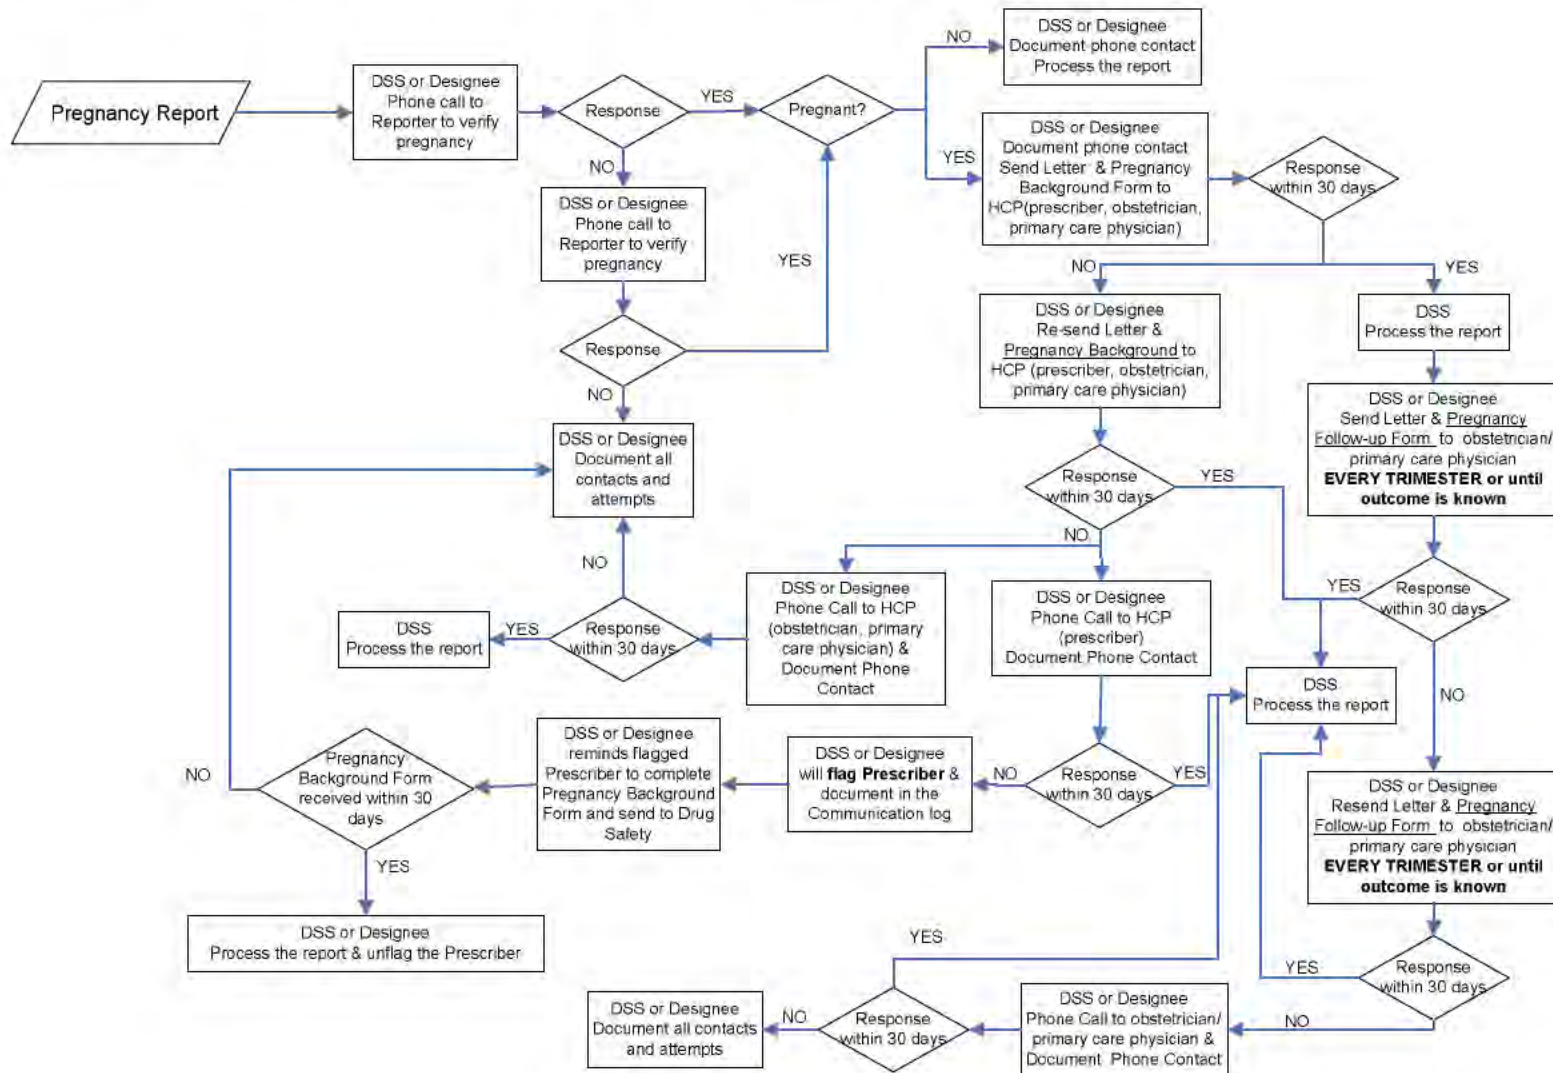 Pregnancy Report
DSS or Designee
Phone call to
Reporter to verify
pregnancy
Response
YES
Pregnant?
NO
DSS or Designee
Document phone contact
Process the report
YES
DSS or Designee
Document phone contact
Send Letter & Pregnancy
Background Form to
HCP(prescriber, obstetrician,
primary care physician)
Response
within 30 days
NO
DSS or Designee
Phone call to
Reporter to verify
pregnancy
YES
Response
NO
DSS or Designee
Document all
contacts and
attempts
NO
DSS or Designee
Re-send Letter &
Pregnancy Background to
HCP (prescriber, obstetrician,
primary care physician)
YES
DSS
Process the report
DSS or Designee
Send Letter & Pregnancy
Follow-up Form to obstetrician/
primary care physician
EVERY TRIMESTER or until
outcome is known
Response
within 30 days
YES
NO
YES
Response
within 30 days
NO
DSS
Process the report
YES
Response
within 30 days
DSS or Designee
Phone Call to HCP
(obstetrician, primary
care physician) &
Document Phone
Contact
DSS or Designee
Phone Call to HCP
(prescriber)
Document Phone Contact
DSS
Process the report
NO
NO
Pregnancy
Background Form
received within 30
days
DSS or Designee
reminds flagged
Prescriber to complete
Pregnancy Background
Form and send to Drug
Safety
DSS or Designee
will flag Prescriber &
document in the
Communication log
NO
Response
within 30 days
YES
DSS or Designee
Resend Letter & Pregnancy
Follow-up Form to obstetrician/
primary care physician
EVERY TRIMESTER or until
outcome is known
YES
DSS or Designee
Process the report & unflag the Prescriber
YES
YES
Response
within 30 days
DSS or Designee
Document all contacts
and attempts
NO
Response
within 30 days
DSS or Designee
Phone Call to obstetrician/
primary care physician &
Document Phone Contact
NO